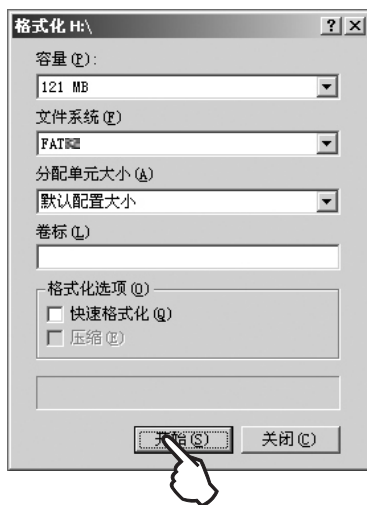 格式化 H:\
容量(P):
121 MB
文件系统(F)
FAT
分配单元大小(A)
默认配置大小
卷标(L)
格式化选项(O)
快速格式化(Q)
压缩(E)
开始(S) 关闭(C)